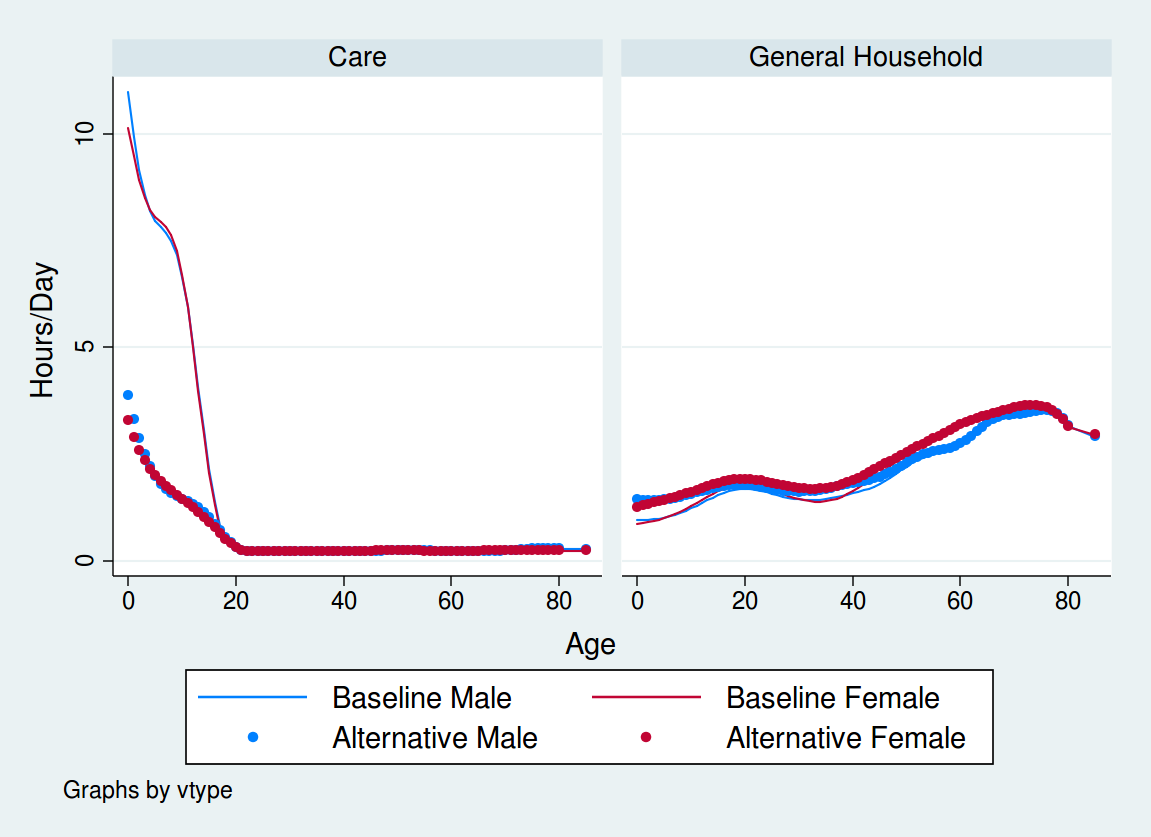 Care
General Household
Hours/Day
10
5
0
0 20 40 60 80
0 20 40 60 80
Age
Baseline Male
Baseline Female
Alternative Male
Alternative Female
Graphs by vtype